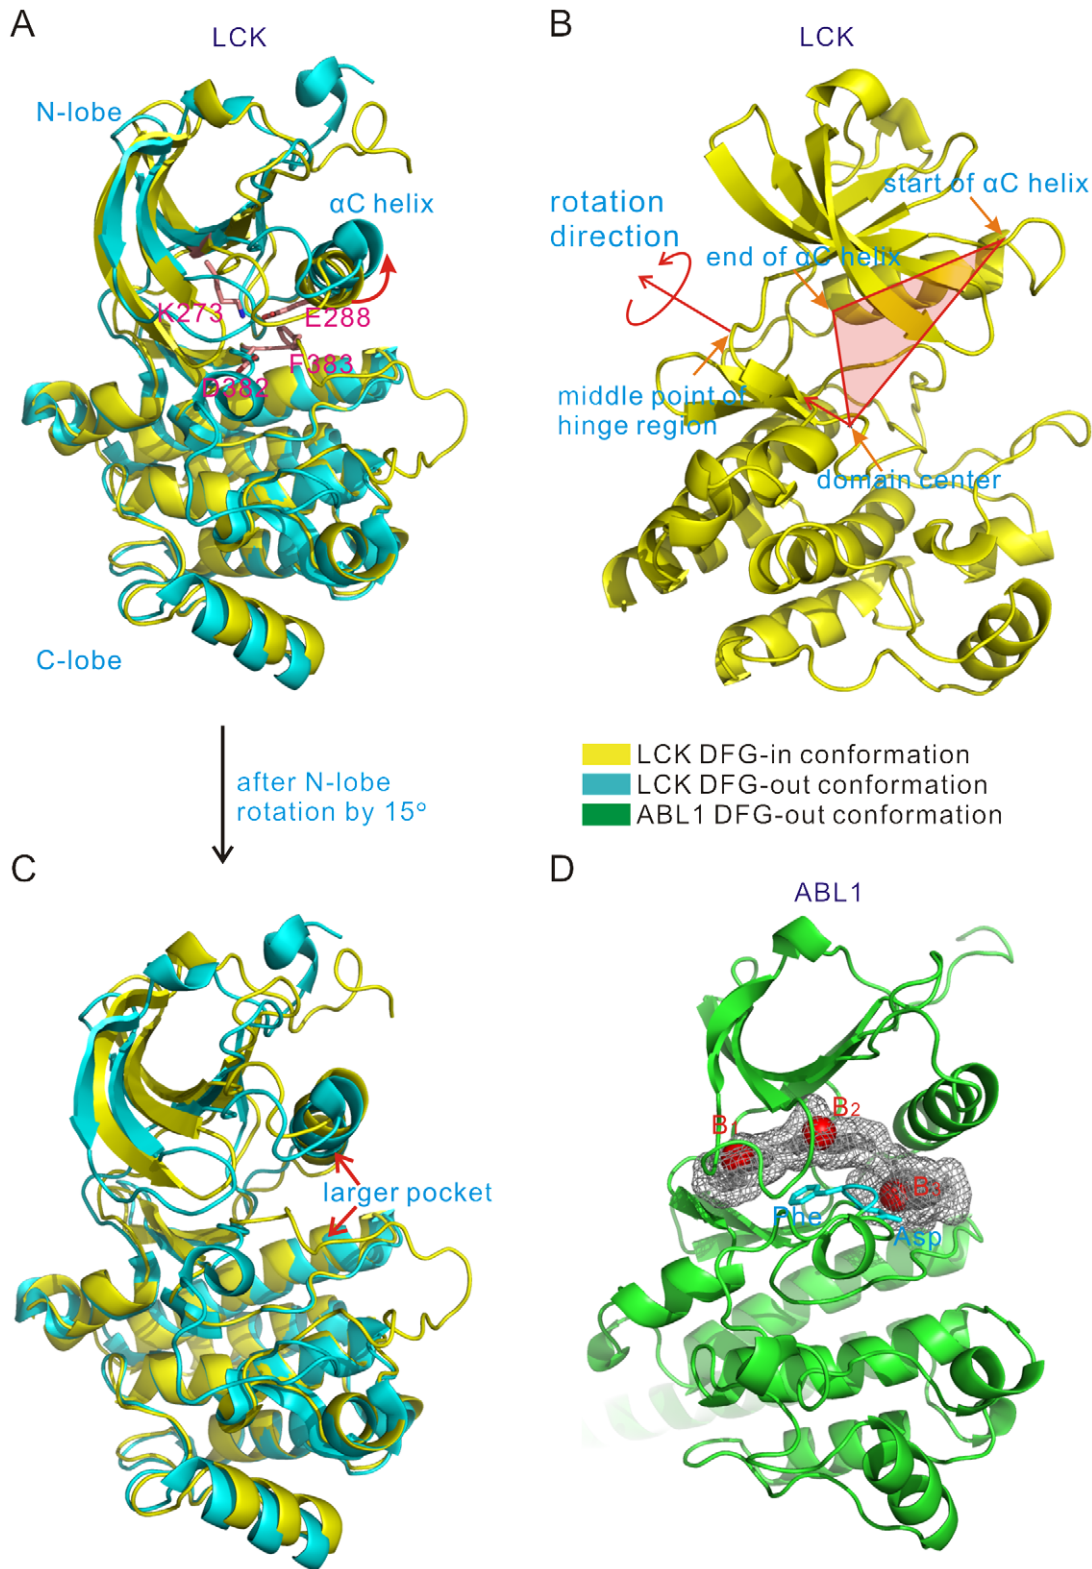 A
LCK
N-lobe
αC helix
K273
E288
F383
D382
C-lobe
B
LCK
start of αC helix
rotation
direction
end of αC helix
middle point of
hinge region
domain center
after N-lobe
rotation by 15°
LCK DFG-in conformation
LCK DFG-out conformation
ABL1 DFG-out conformation
C
larger pocket
D
ABL1
B1
B2
B3
Phe
Asp